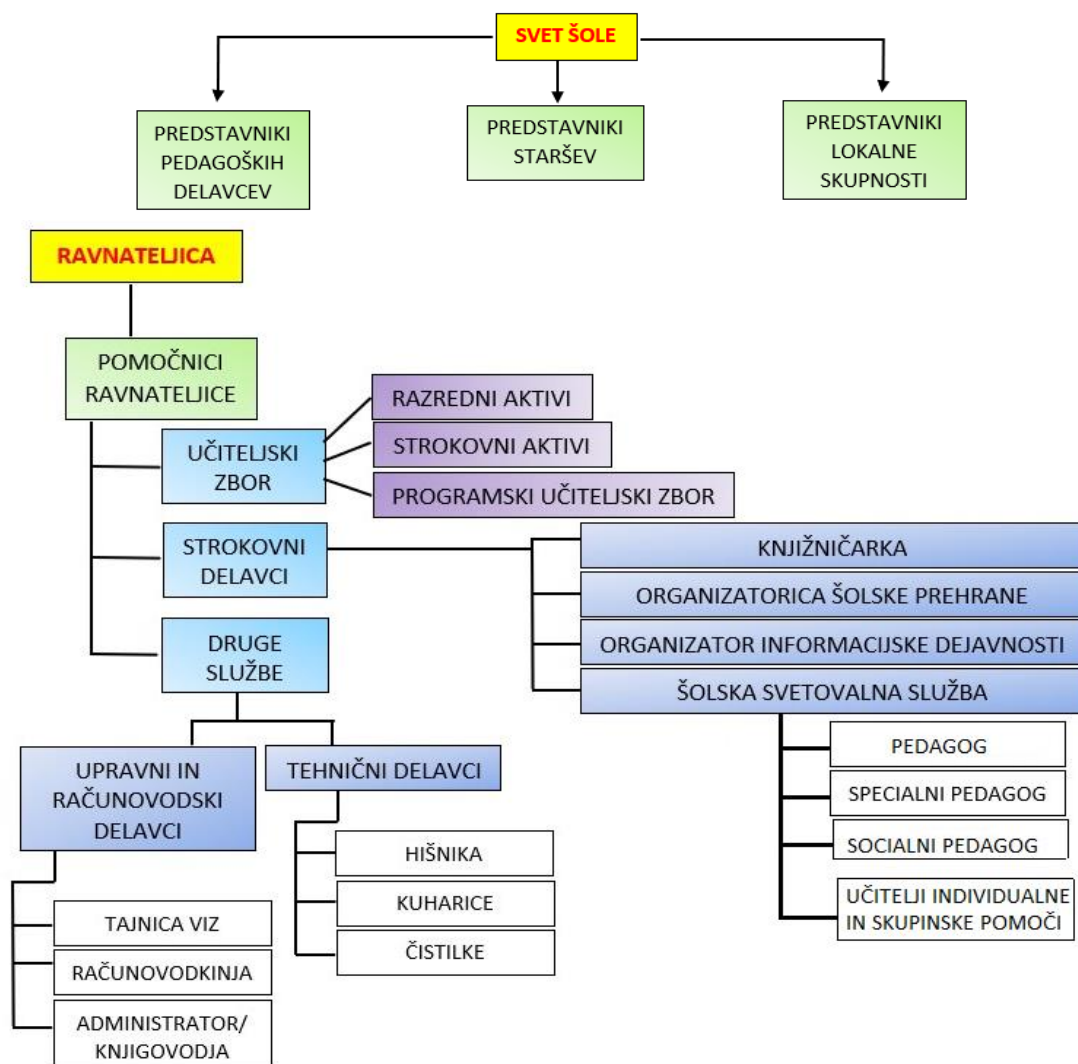 SVET ŠOLE
PREDSTAVNIKI
PEDAGOŠKIH
DELAVCEV
PREDSTAVNIKI
STARŠEV
PREDSTAVNIKI
LOKALNE
SKUPNOSTI
RAVNATELJICA
POMOČNICI
RAVNATELJICE
RAZREDNI AKTIVI
UČITELJSKI
ZBOR
STROKOVNI AKTIVI
PROGRAMSKI UČITELJSKI ZBOR
STROKOVNI
DELAVCI
KNJIŽNIČARKA
ORGANIZATORICA ŠOLSKE PREHRANE
ORGANIZATOR INFORMACIJSKE DEJAVNOSTI
ŠOLSKA SVETOVALNA SLUŽBA
DRUGE
SLUŽBE
PEDAGOG
SPECIALNI PEDAGOG
SOCIALNI PEDAGOG
UČITELJI INDIVIDUALNE
IN SKUPINSKE POMOČI
UPRAVNI IN
RAČUNOVODSKI
DELAVCI
TEHNIČNI DELAVCI
HIŠNIKA
KUHARICE
ČISTILKE
TAJNICA VIZ
RAČUNOVODKINJA
ADMINISTRATOR/
KNJIGOVODJA